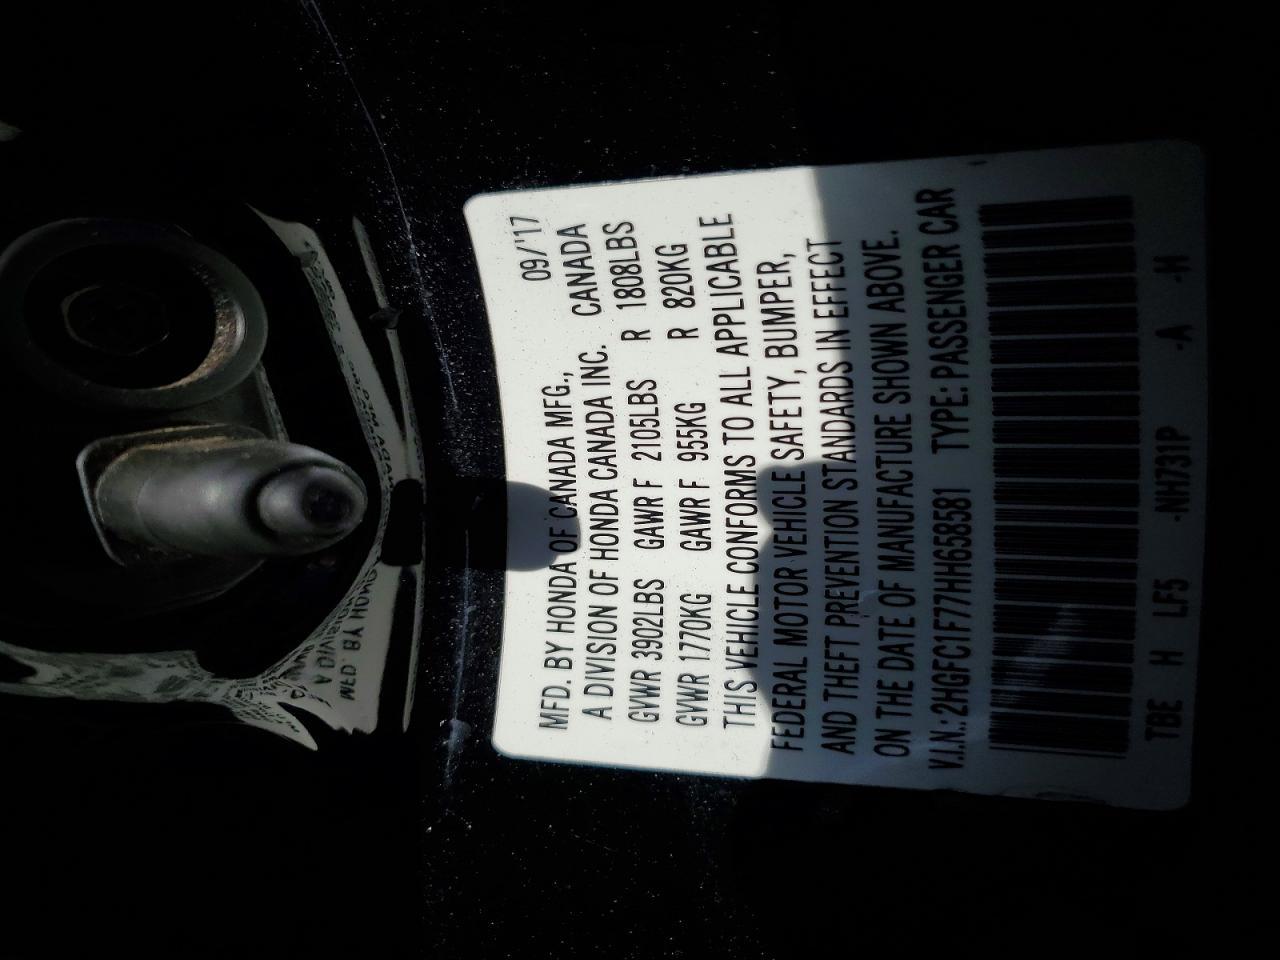 09/'17
MFD. BY HONDA OF CANADA MFG.,
A DIVISION OF HONDA CANADA INC. CANADA
GVWR 3902LBS GAWR F 2105LBS R 1808LBS
GVWR 1770KG GAWR F 955KG R 820KG
THIS VEHICLE CONFORMS TO ALL APPLICABLE
FEDERAL MOTOR VEHICLE SAFETY, BUMPER,
AND THEFT PREVENTION STANDARDS IN EFFECT
ON THE DATE OF MANUFACTURE SHOWN ABOVE.
V.I.N.: 2HGFC1F77HH658581 TYPE: PASSENGER CAR
TBE H LF5 -NH731P -A -H